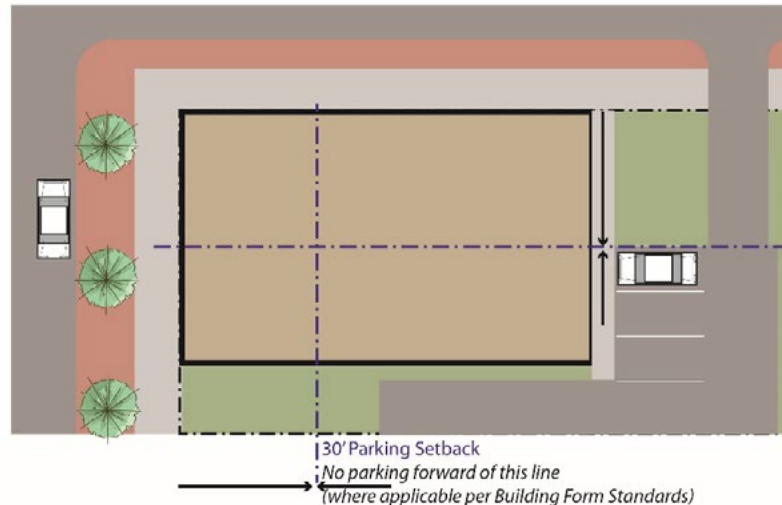 30' Parking Setback
No parking forward of this line
(where applicable per Building Form Standards)